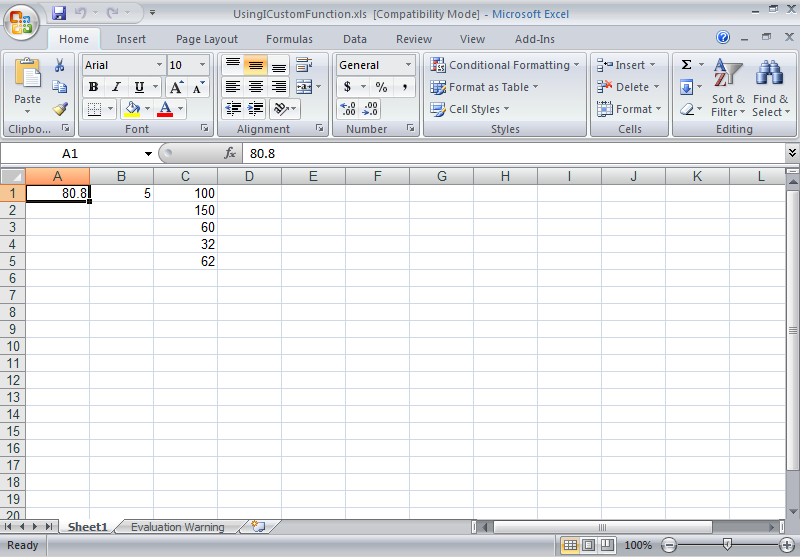 UsingICustomFunction.xls [Compatibility Mode] - Microsoft Excel
Home Insert Page Layout Formulas Data Review View Add-Ins
Paste
Clipbo...
Arial 10
B I U A A
A
Font
Alignment
General
$ % ,
.0 .00
.00 .0
Number
Conditional Formatting
Format as Table
Cell Styles
Styles
Insert
Delete
Format
Cells
Σ
Sort & Filter
Find & Select
Editing
A1 fx 80.8
A B C D E F G H I J K L
1 80.8 5 100
2 150
3 60
4 32
5 62
6
7
8
9
10
11
12
13
14
15
16
17
18
19
20
Sheet1 Evaluation Warning
Ready 100%